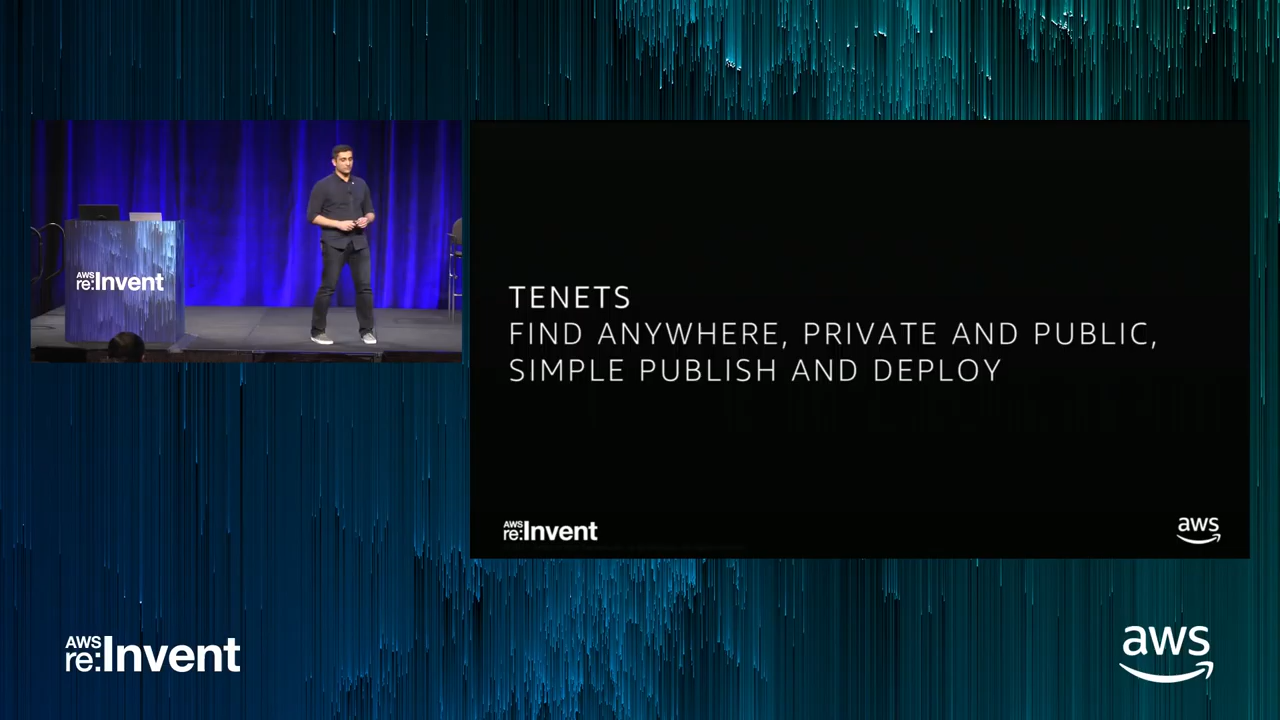 AWS
re:Invent
TENETS
FIND ANYWHERE, PRIVATE AND PUBLIC,
SIMPLE PUBLISH AND DEPLOY
AWS
re:Invent
aws
AWS
re:Invent
aws